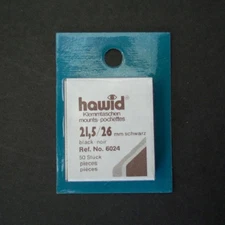 hawid
Klemmtaschen
mounts·pochettes
21,5/26 mm schwarz
black·noir
Ref. No. 6024
50 Stück
pieces
pièces